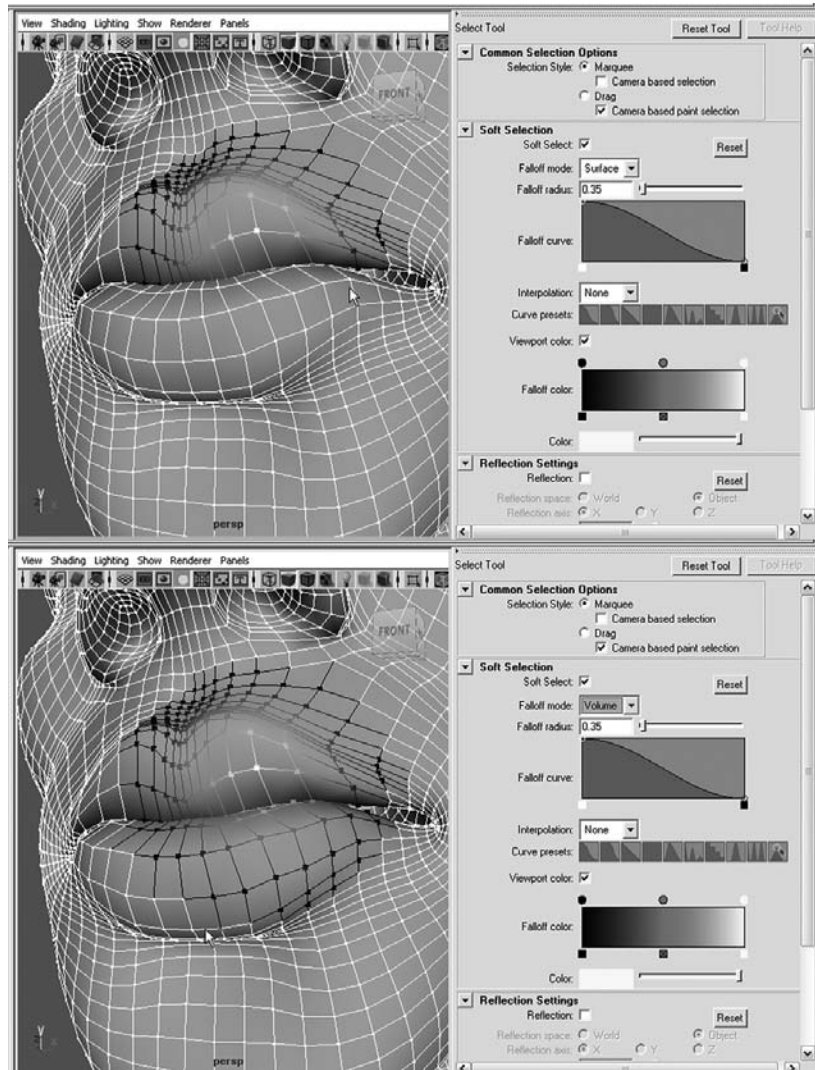 View Shading Lighting Show Renderer Panels
FRONT
persp
Select Tool
Reset Tool
Tool Help
Common Selection Options
Selection Style: Marquee
Camera based selection
Drag
Camera based paint selection
Soft Selection
Soft Select:
Reset
Falloff mode: Surface
Falloff radius: 0.35
Falloff curve:
Interpolation: None
Curve presets:
Viewport color:
Falloff color:
Color:
Reflection Settings
Reflection:
Reset
Reflection space: World Object
Reflection axis: X Y Z
View Shading Lighting Show Renderer Panels
FRONT
persp
Select Tool
Reset Tool
Tool Help
Common Selection Options
Selection Style: Marquee
Camera based selection
Drag
Camera based paint selection
Soft Selection
Soft Select:
Reset
Falloff mode: Volume
Falloff radius: 0.35
Falloff curve:
Interpolation: None
Curve presets:
Viewport color:
Falloff color:
Color:
Reflection Settings
Reflection:
Reset
Reflection space: World Object
Reflection axis: X Y Z